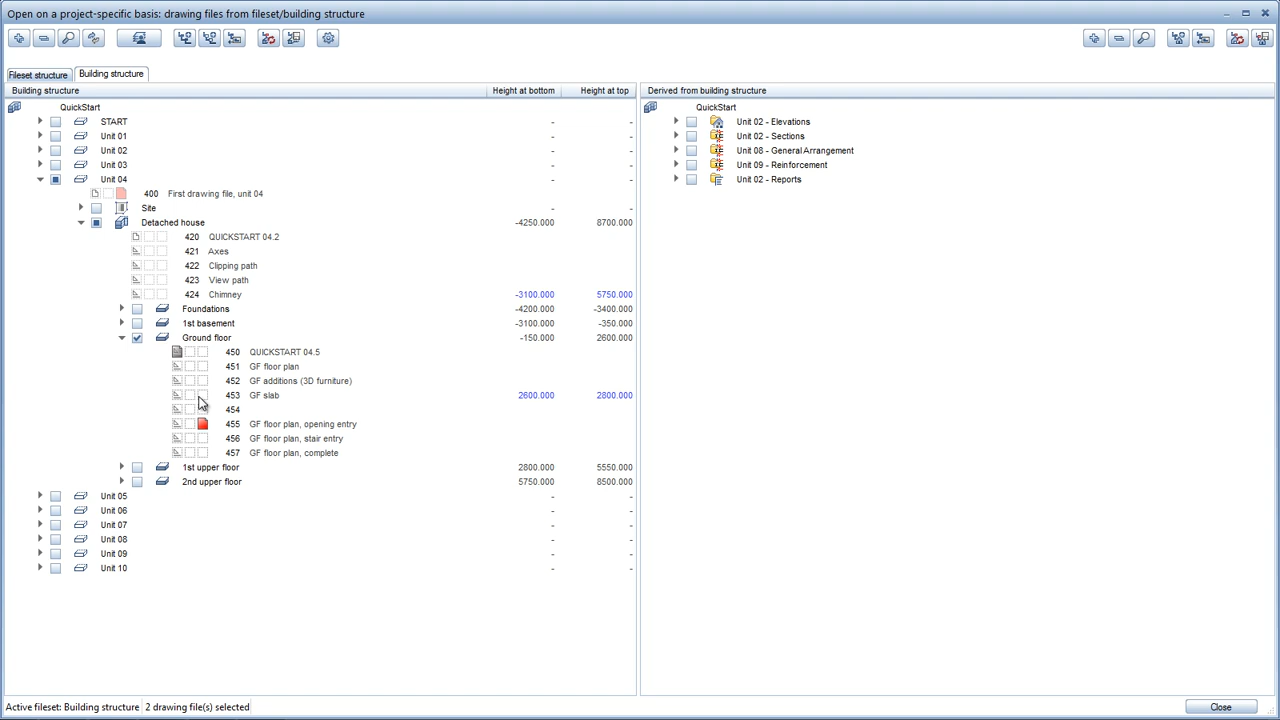 Open on a project-specific basis: drawing files from fileset/building structure
Fileset structure Building structure
Building structure Height at bottom Height at top Derived from building structure
QuickStart QuickStart
START - - Unit 02 - Elevations
Unit 01 - - Unit 02 - Sections
Unit 02 - - Unit 08 - General Arrangement
Unit 03 - - Unit 09 - Reinforcement
Unit 04 - - Unit 02 - Reports
400 First drawing file, unit 04
Site - -
Detached house -4250.000 8700.000
420 QUICKSTART 04.2
421 Axes
422 Clipping path
423 View path
424 Chimney -3100.000 5750.000
Foundations -4200.000 -3400.000
1st basement -3100.000 -350.000
Ground floor -150.000 2600.000
450 QUICKSTART 04.5
451 GF floor plan
452 GF additions (3D furniture)
453 GF slab 2600.000 2800.000
454
455 GF floor plan, opening entry
456 GF floor plan, stair entry
457 GF floor plan, complete
1st upper floor 2800.000 5550.000
2nd upper floor 5750.000 8500.000
Unit 05 - -
Unit 06 - -
Unit 07 - -
Unit 08 - -
Unit 09 - -
Unit 10 - -
Active fileset: Building structure 2 drawing file(s) selected Close